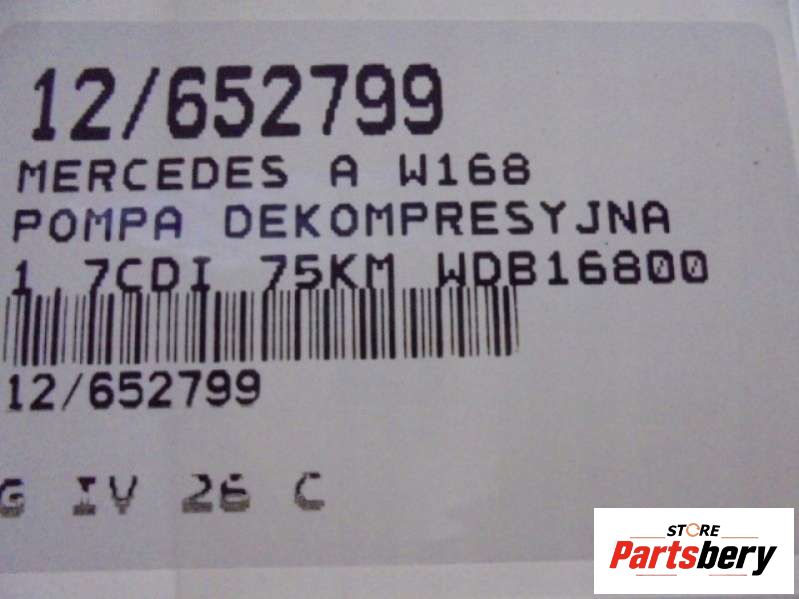 12/652799
MERCEDES A W168
POMPA DEKOMPRESYJNA
1.7CDI 75KM WDB16800
12/652799
G IV 26 C
STORE
Partsbery